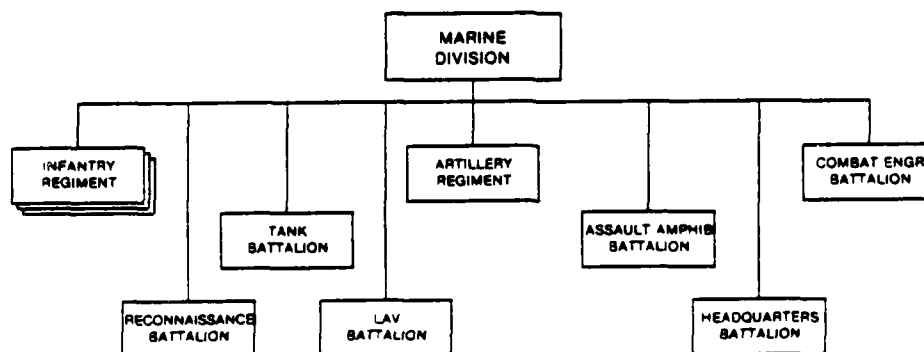 MARINE
DIVISION
INFANTRY
REGIMENT
ARTILLERY
REGIMENT
COMBAT ENGR
BATTALION
TANK
BATTALION
ASSAULT AMPHIB
BATTALION
RECONNAISSANCE
BATTALION
LAV
BATTALION
HEADQUARTERS
BATTALION